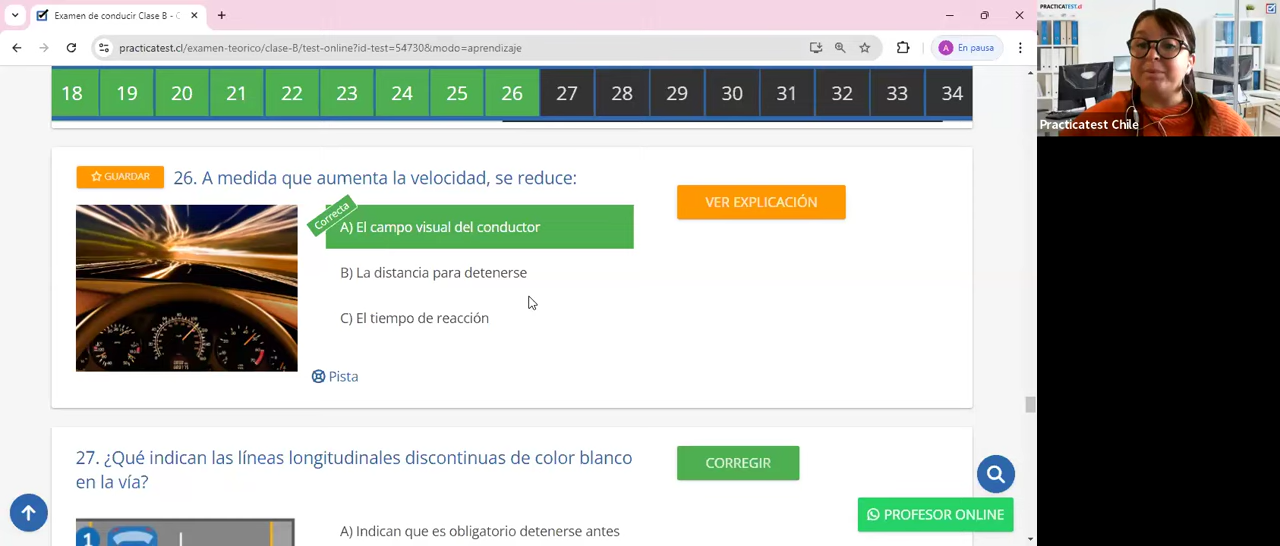 Examen de conducir Clase B - C
practicatest.cl/examen-teorico/clase-B/test-online?id-test=54730&modo=aprendizaje
A En pausa
PRACTICATEST.cl
Practicatest Chile
18 19 20 21 22 23 24 25 26 27 28 29 30 31 32 33 34
GUARDAR
26. A medida que aumenta la velocidad, se reduce:
VER EXPLICACIÓN
Correcta
A) El campo visual del conductor
B) La distancia para detenerse
C) El tiempo de reacción
Pista
27. ¿Qué indican las líneas longitudinales discontinuas de color blanco
en la vía?
CORREGIR
1
A) Indican que es obligatorio detenerse antes
PROFESOR ONLINE